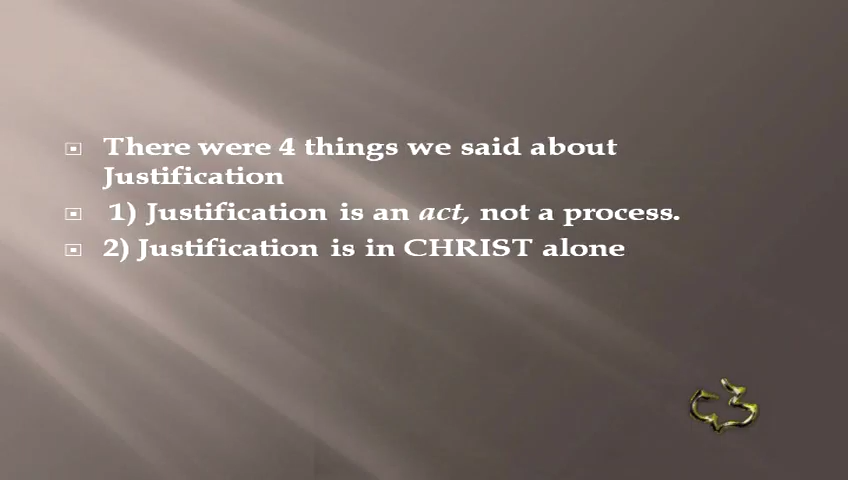 There were 4 things we said about
Justification
1) Justification is an act, not a process.
2) Justification is in CHRIST alone